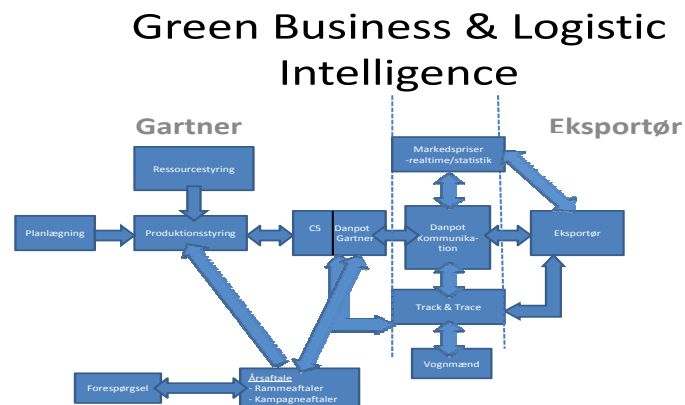 Green Business & Logistic
Intelligence
Gartner
Eksportør
Markedspriser
-realtime/statistik
Ressourcestyring
Planlægning
Produktionsstyring
CS
Danpot
Gartner
Danpot
Kommunika-
tion
Eksportør
Track & Trace
Vognmænd
Forespørgsel
Årsaftale
- Rammeaftaler
- Kampagneaftaler